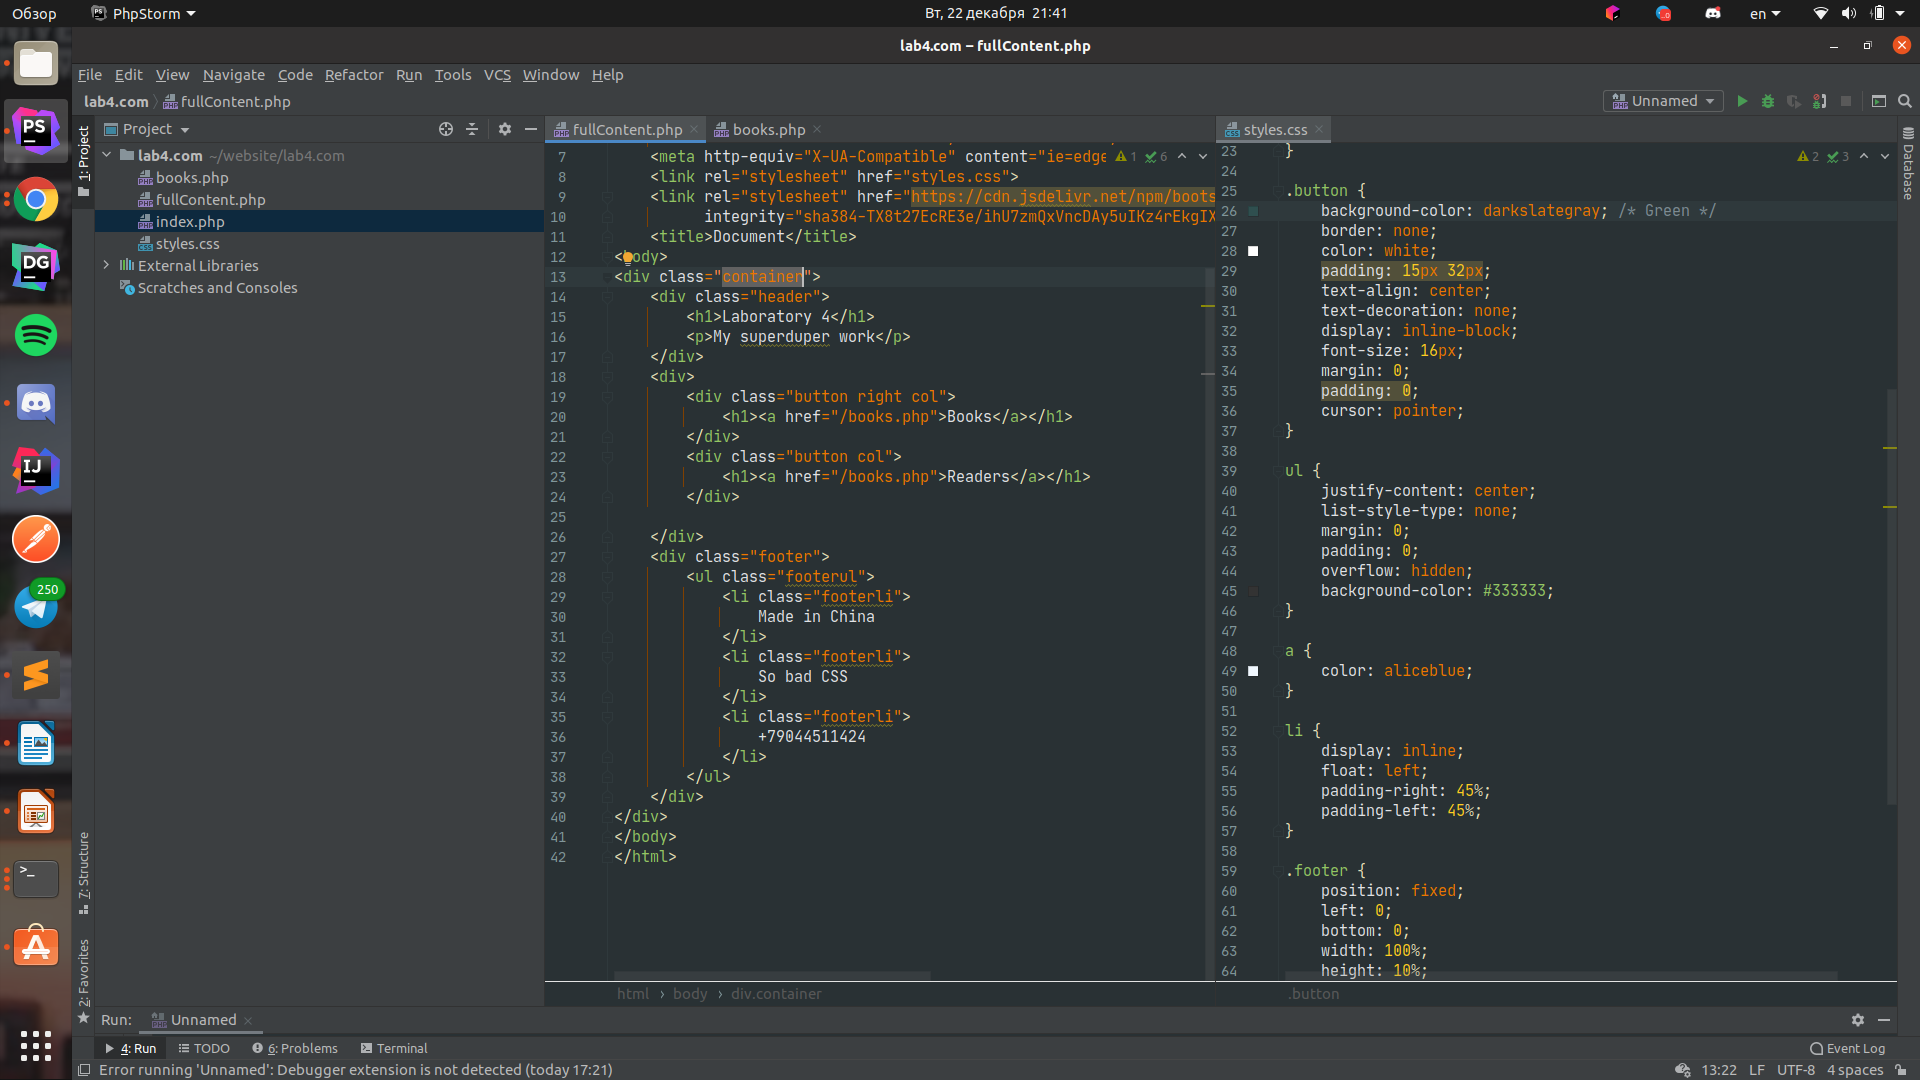 Обзор
PhpStorm
Вт, 22 декабря 21:41
en
lab4.com – fullContent.php
File Edit View Navigate Code Refactor Run Tools VCS Window Help
lab4.com
fullContent.php
Unnamed
1: Project
Project
lab4.com ~/website/lab4.com
books.php
fullContent.php
index.php
styles.css
External Libraries
Scratches and Consoles
fullContent.php
books.php
1 6
7 <meta http-equiv="X-UA-Compatible" content="ie=edge
8 <link rel="stylesheet" href="styles.css">
9 <link rel="stylesheet" href="https://cdn.jsdelivr.net/npm/boots
10 integrity="sha384-TX8t27EcRE3e/ihU7zmQxVncDAy5uIKz4rEkgIX
11 <title>Document</title>
12 <body>
13 <div class="container">
14 <div class="header">
15 <h1>Laboratory 4</h1>
16 <p>My superduper work</p>
17 </div>
18 <div>
19 <div class="button right col">
20 <h1><a href="/books.php">Books</a></h1>
21 </div>
22 <div class="button col">
23 <h1><a href="/books.php">Readers</a></h1>
24 </div>
25
26 </div>
27 <div class="footer">
28 <ul class="footerul">
29 <li class="footerli">
30 Made in China
31 </li>
32 <li class="footerli">
33 So bad CSS
34 </li>
35 <li class="footerli">
36 +79044511424
37 </li>
38 </ul>
39 </div>
40 </div>
41 </body>
42 </html>
html › body › div.container
styles.css
2 3
23 }
24
25 .button {
26 background-color: darkslategray; /* Green */
27 border: none;
28 color: white;
29 padding: 15px 32px;
30 text-align: center;
31 text-decoration: none;
32 display: inline-block;
33 font-size: 16px;
34 margin: 0;
35 padding: 0;
36 cursor: pointer;
37 }
38
39 ul {
40 justify-content: center;
41 list-style-type: none;
42 margin: 0;
43 padding: 0;
44 overflow: hidden;
45 background-color: #333333;
46 }
47
48 a {
49 color: aliceblue;
50 }
51
52 li {
53 display: inline;
54 float: left;
55 padding-right: 45%;
56 padding-left: 45%;
57 }
58
59 .footer {
60 position: fixed;
61 left: 0;
62 bottom: 0;
63 width: 100%;
64 height: 10%;
.button
Database
PS
DG
IJ
250
>_
7: Structure
2: Favorites
Run:
Unnamed
4: Run
TODO
6: Problems
Terminal
Event Log
Error running 'Unnamed': Debugger extension is not detected (today 17:21)
13:22 LF UTF-8 4 spaces